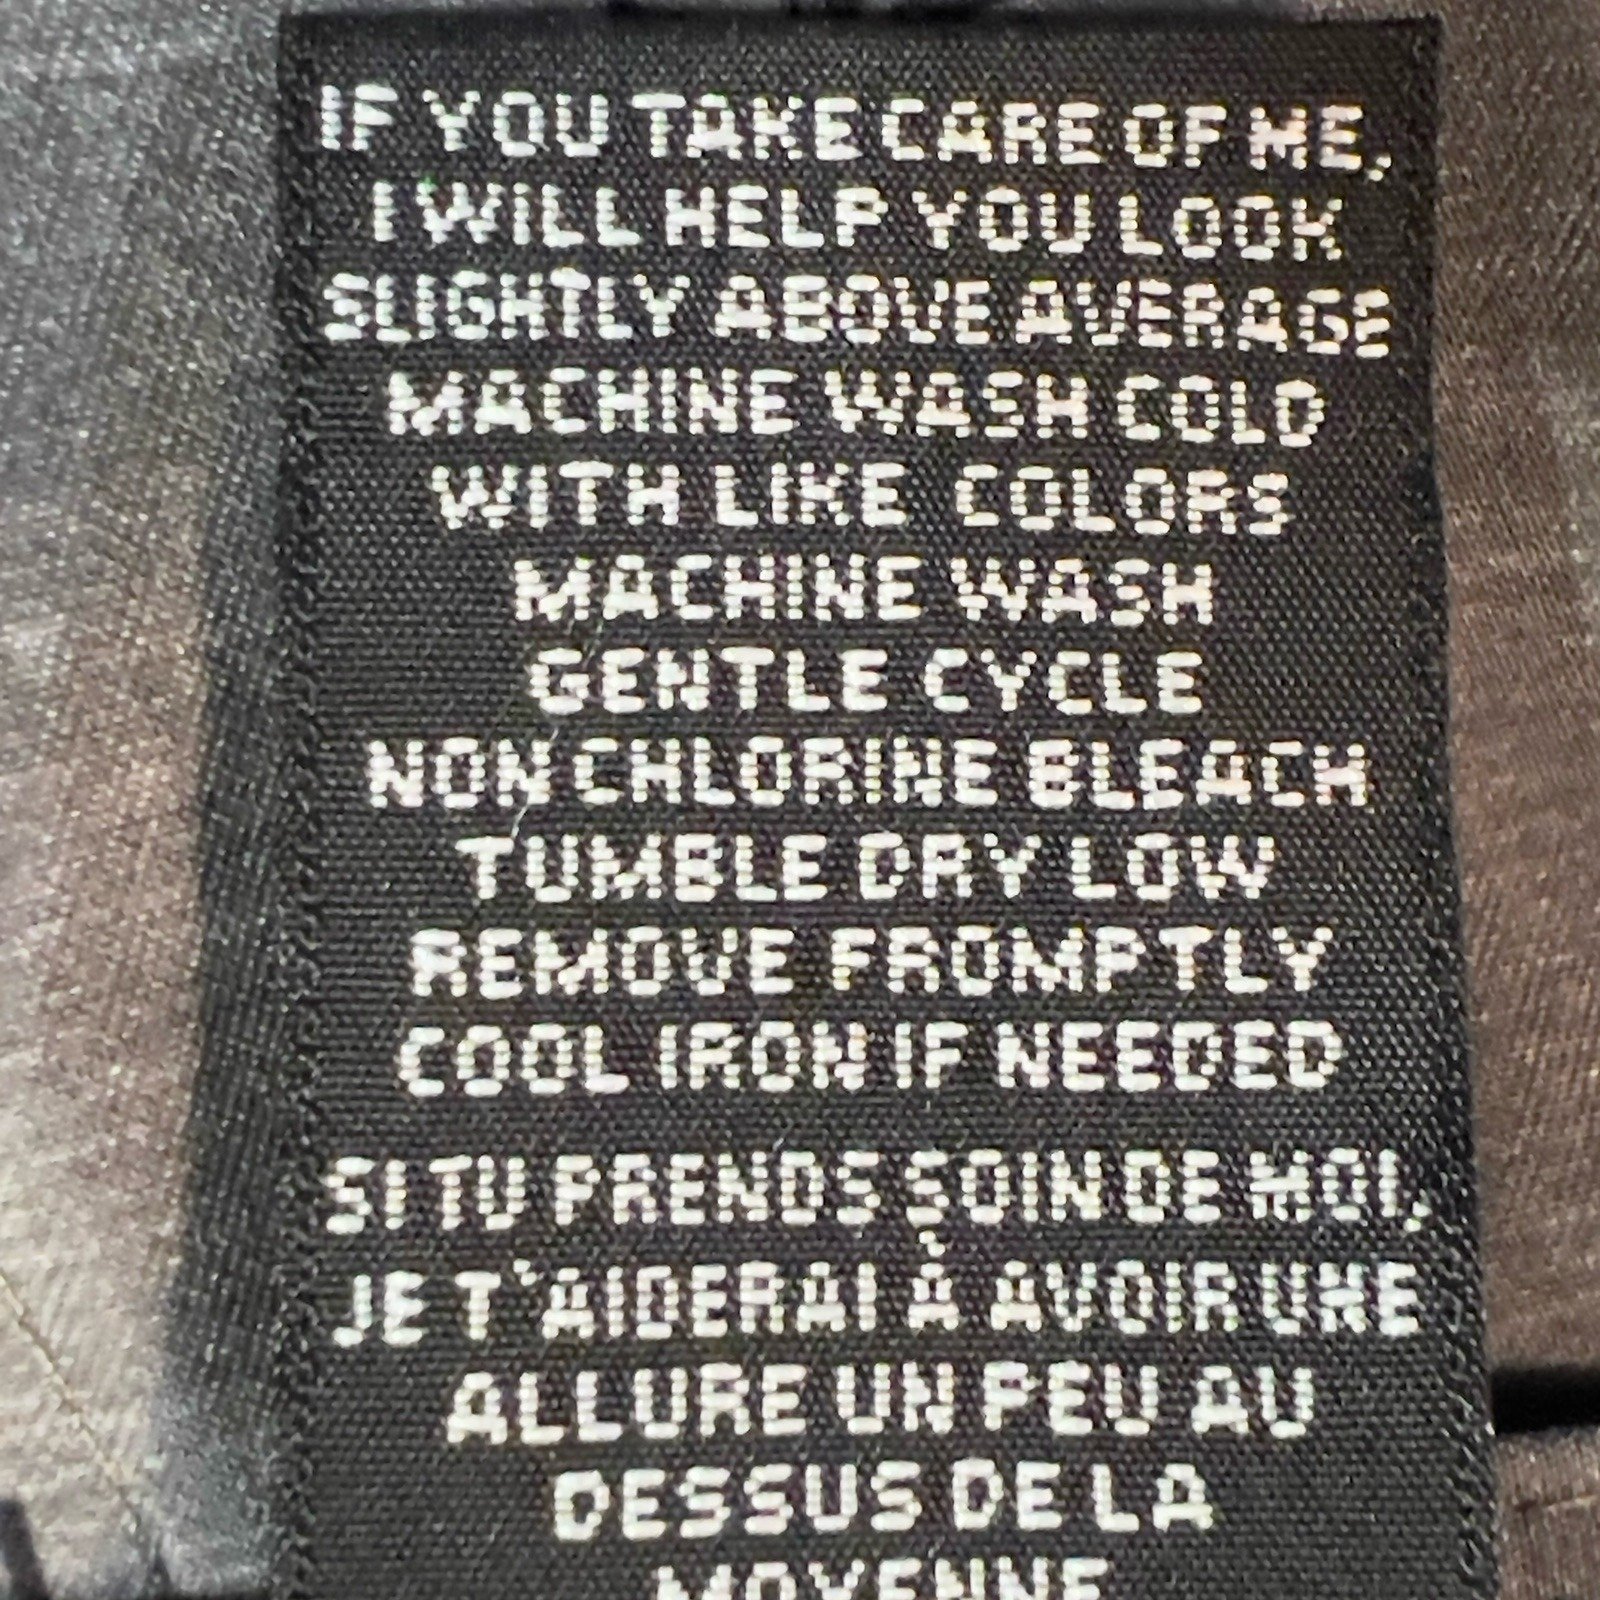 IF YOU TAKE CARE OF ME,
I WILL HELP YOU LOOK
SLIGHTLY ABOVE AVERAGE
MACHINE WASH COLD
WITH LIKE COLORS
MACHINE WASH
GENTLE CYCLE
NON CHLORINE BLEACH
TUMBLE DRY LOW
REMOVE FROMPTLY
COOL IRON IF NEEDED
SI TU PRENDS SOIN DE MOI,
JE T'AIDERAI À AVOIR UNE
ALLURE UN PEU AU
DESSUS DE LA
MOYENNE